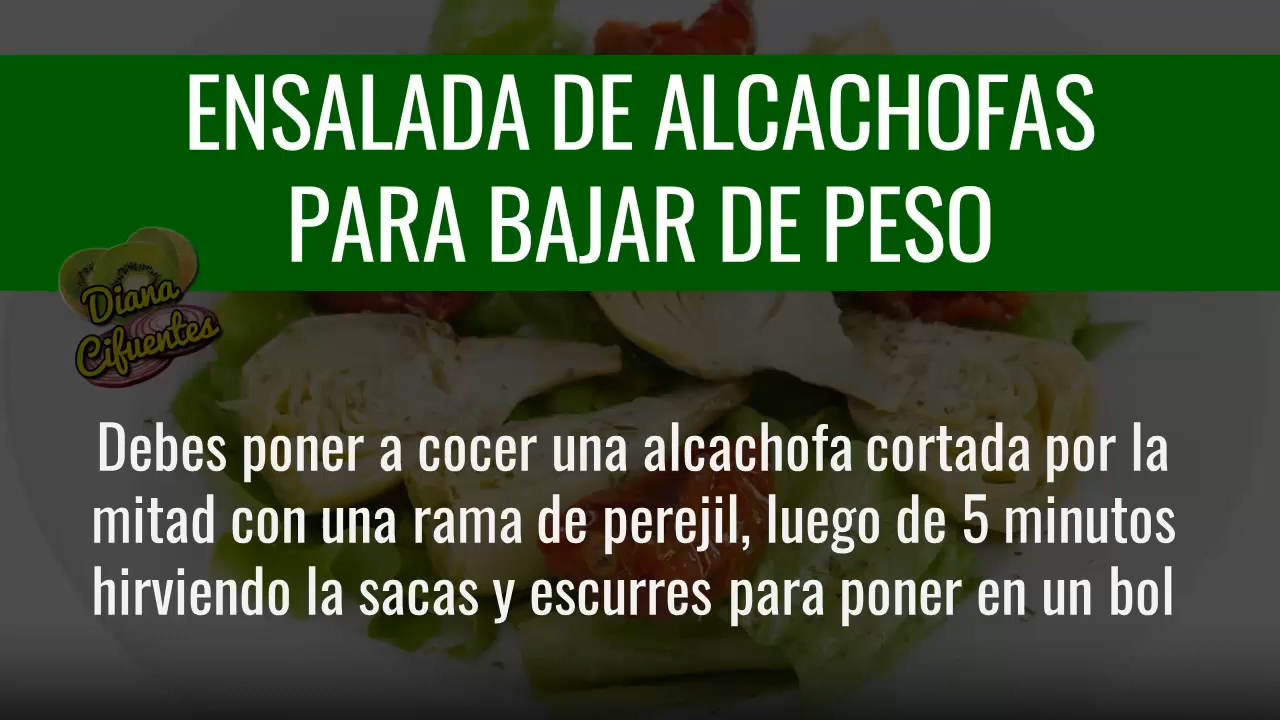 ENSALADA DE ALCACHOFAS
PARA BAJAR DE PESO
Diana
Cifuentes
Debes poner a cocer una alcachofa cortada por la
mitad con una rama de perejil, luego de 5 minutos
hirviendo la sacas y escurres para poner en un bol